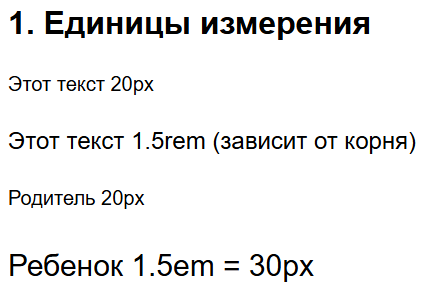 1. Единицы измерения
Этот текст 20px
Этот текст 1.5rem (зависит от корня)
Родитель 20px
Ребенок 1.5em = 30px